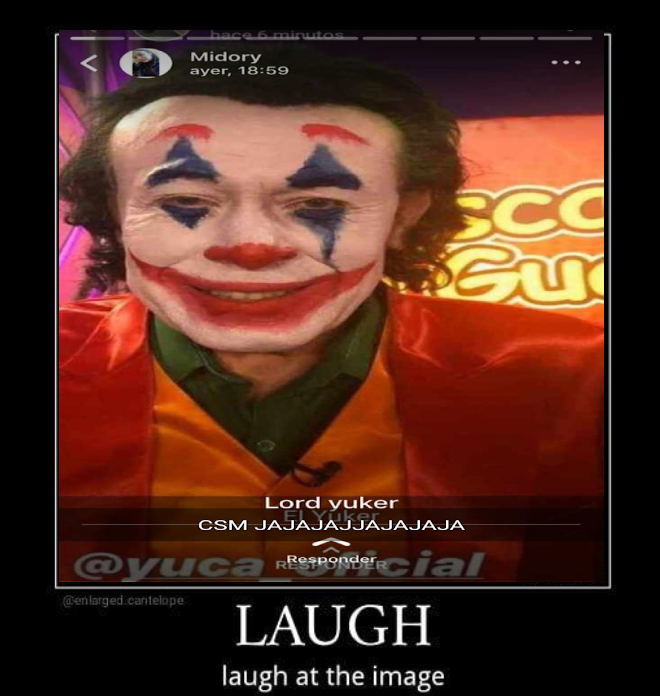 hace 6 minutos
Midory
ayer, 18:59
SCO
Gue
Lord yuker
El Yuker
CSM JAJAJAJJAJAJAJA
Responder
RESPONDER
@yuca_oficial
@enlarged.cantelope
LAUGH
laugh at the image